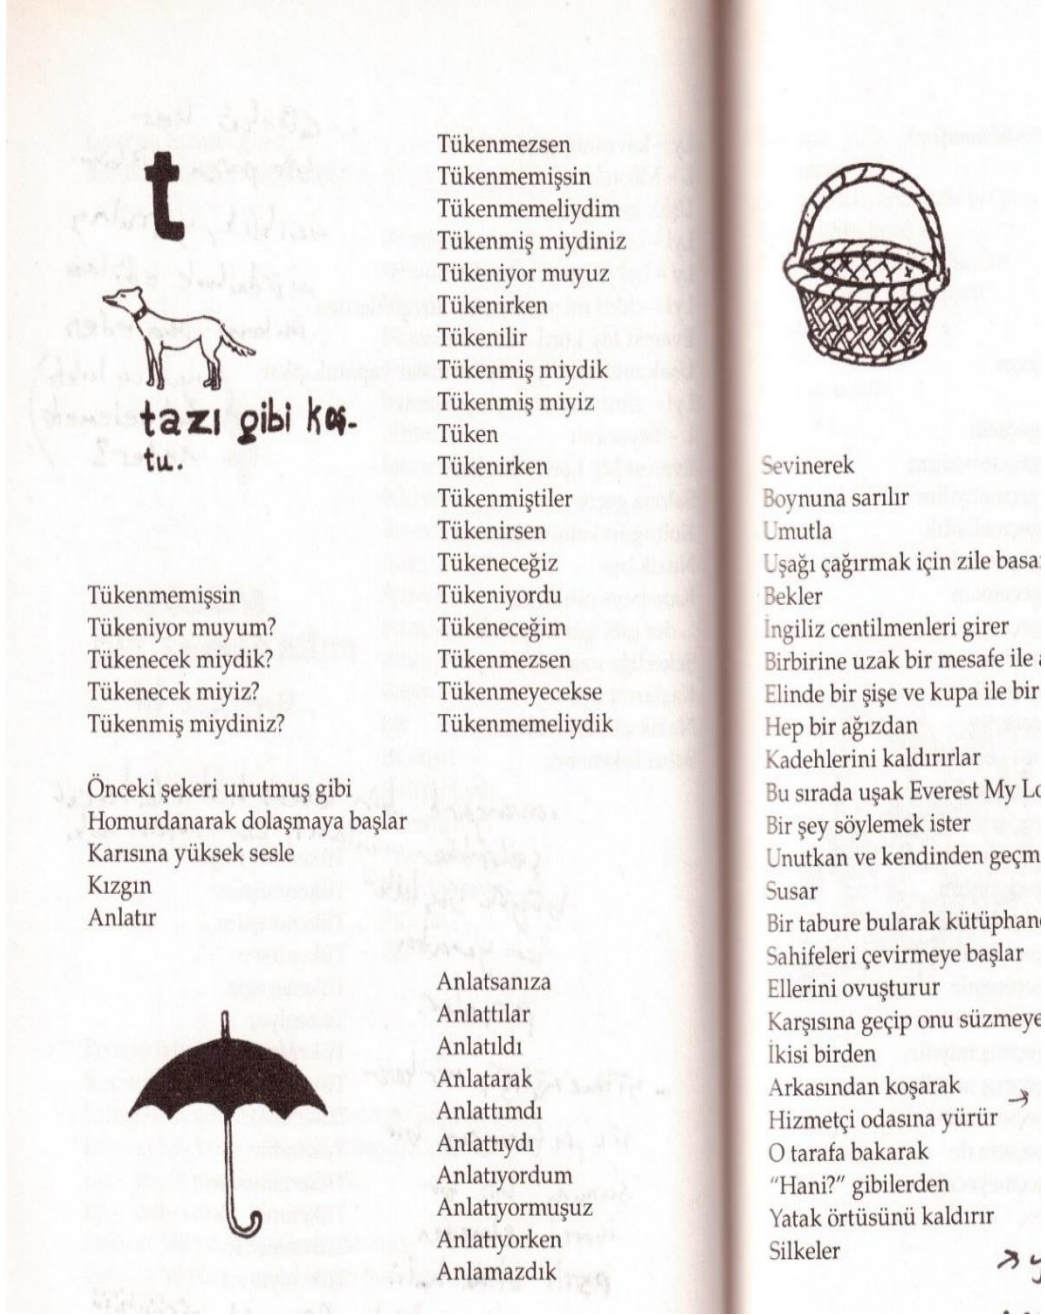 t
tazı gibi koş-
tu.
Tükenmemişsin
Tükeniyor muyum?
Tükenecek miydik?
Tükenecek miyiz?
Tükenmiş miydiniz?
Önceki şekeri unutmuş gibi
Homurdanarak dolaşmaya başlar
Karısına yüksek sesle
Kızgın
Anlatır
Tükenmezsen
Tükenmemişsin
Tükenmemeliydim
Tükenmiş miydiniz
Tükeniyor muyuz
Tükenirken
Tükenilir
Tükenmiş miydik
Tükenmiş miyiz
Tüken
Tükenirken
Tükenmiştiler
Tükenirsen
Tükeneceğiz
Tükeniyordu
Tükeneceğim
Tükenmezsen
Tükenmeyecekse
Tükenmemeliydik
Anlatsanıza
Anlattılar
Anlatıldı
Anlatarak
Anlattımdı
Anlattıydı
Anlatıyordum
Anlatıyormuşuz
Anlatıyorken
Anlamazdık
Sevinerek
Boynuna sarılır
Umutla
Uşağı çağırmak için zile
Bekler
İngiliz centilmenleri girer
Birbirine uzak bir mesafe ile
Elinde bir şişe ve kupa ile bir
Hep bir ağızdan
Kadehlerini kaldırırlar
Bu sırada uşak Everest My
Bir şey söylemek ister
Unutkan ve kendinden
Susar
Bir tabure bularak
Sahifeleri çevirmeye başlar
Ellerini ovuşturur
Karşısına geçip onu
İkisi birden
Arkasından koşarak
Hizmetçi odasına yürür
O tarafa bakarak
“Hani?” gibilerden
Yatak örtüsünü kaldırır
Silkeler